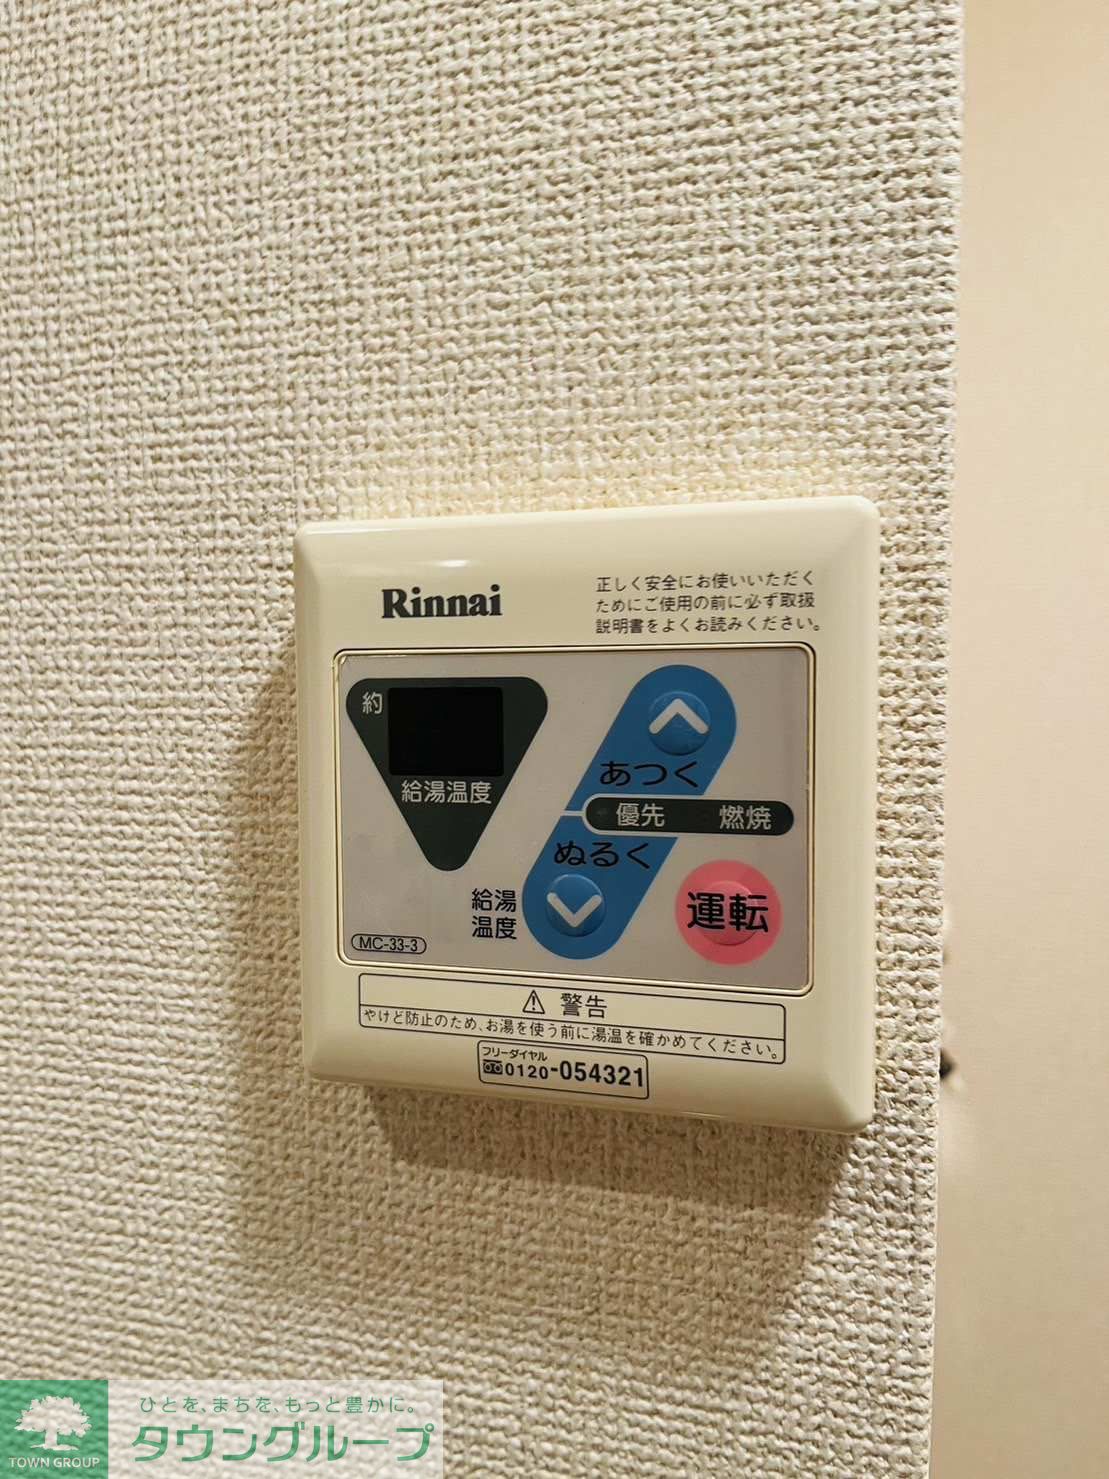 Rinnai
正しく安全にお使いいただく
ためにご使用の前に必ず取扱
説明書をよくお読みください。
約
給湯温度
あつく
優先 燃焼
ぬるく
給湯
温度
運転
MC-33-3
⚠ 警告
やけど防止のため、お湯を使う前に湯温を確かめてください。
フリーダイヤル
0120-054321
ひとを、まちを、もっと豊かに。
タウングループ
TOWN GROUP